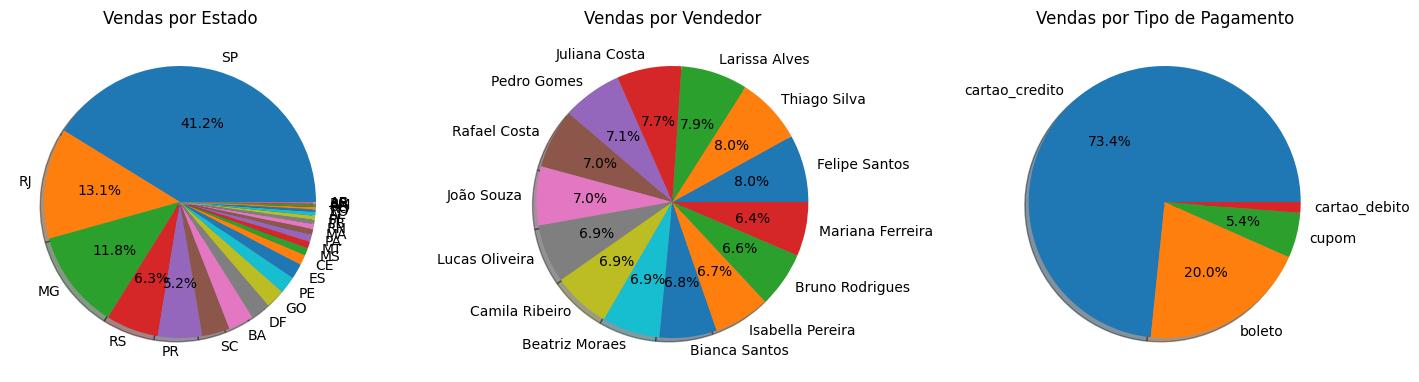 Vendas por Estado
SP
41.2%
RJ
13.1%
MG
11.8%
RS
6.3%
PR
5.2%
SC
BA
DF
GO
PE
ES
CE
MS
MT
PA
MA
Vendas por Vendedor
Felipe Santos
8.0%
Thiago Silva
8.0%
Larissa Alves
7.9%
Juliana Costa
7.7%
Pedro Gomes
7.1%
Rafael Costa
7.0%
João Souza
7.0%
Lucas Oliveira
6.9%
Camila Ribeiro
6.9%
Beatriz Moraes
6.9%
Bianca Santos
6.8%
Isabella Pereira
6.7%
Bruno Rodrigues
6.6%
Mariana Ferreira
6.4%
Vendas por Tipo de Pagamento
cartao_credito
73.4%
boleto
20.0%
cupom
5.4%
cartao_debito